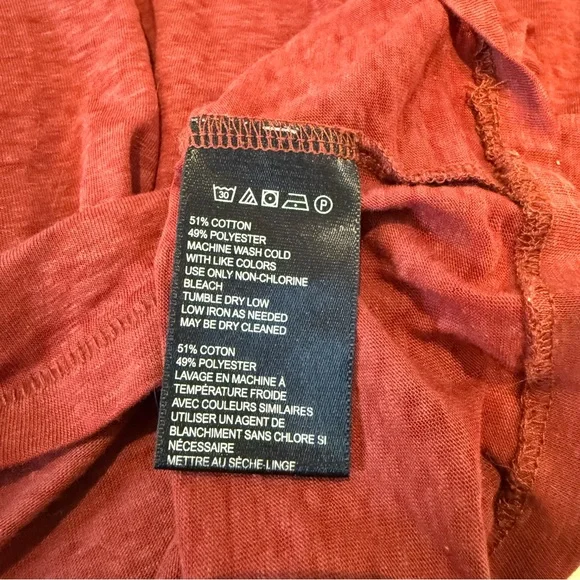 30 P
51% COTTON
49% POLYESTER
MACHINE WASH COLD
WITH LIKE COLORS
USE ONLY NON-CHLORINE
BLEACH
TUMBLE DRY LOW
LOW IRON AS NEEDED
MAY BE DRY CLEANED
51% COTON
49% POLYESTER
LAVAGE EN MACHINE À
TEMPÉRATURE FROIDE
AVEC COULEURS SIMILAIRES
UTILISER UN AGENT DE
BLANCHIMENT SANS CHLORE SI
NÉCESSAIRE
METTRE AU SÈCHE-LINGE